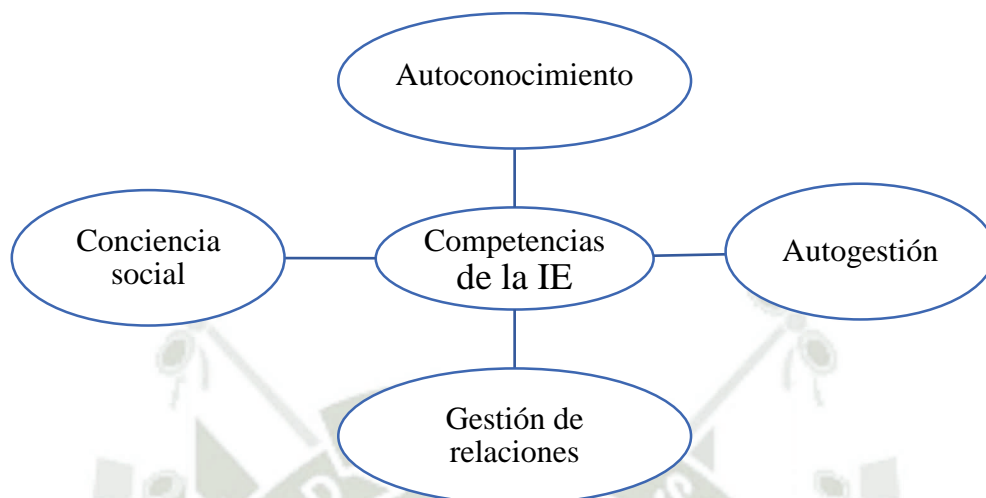 Autoconocimiento
Conciencia
social
Competencias
de la IE
Autogestión
Gestión de
relaciones